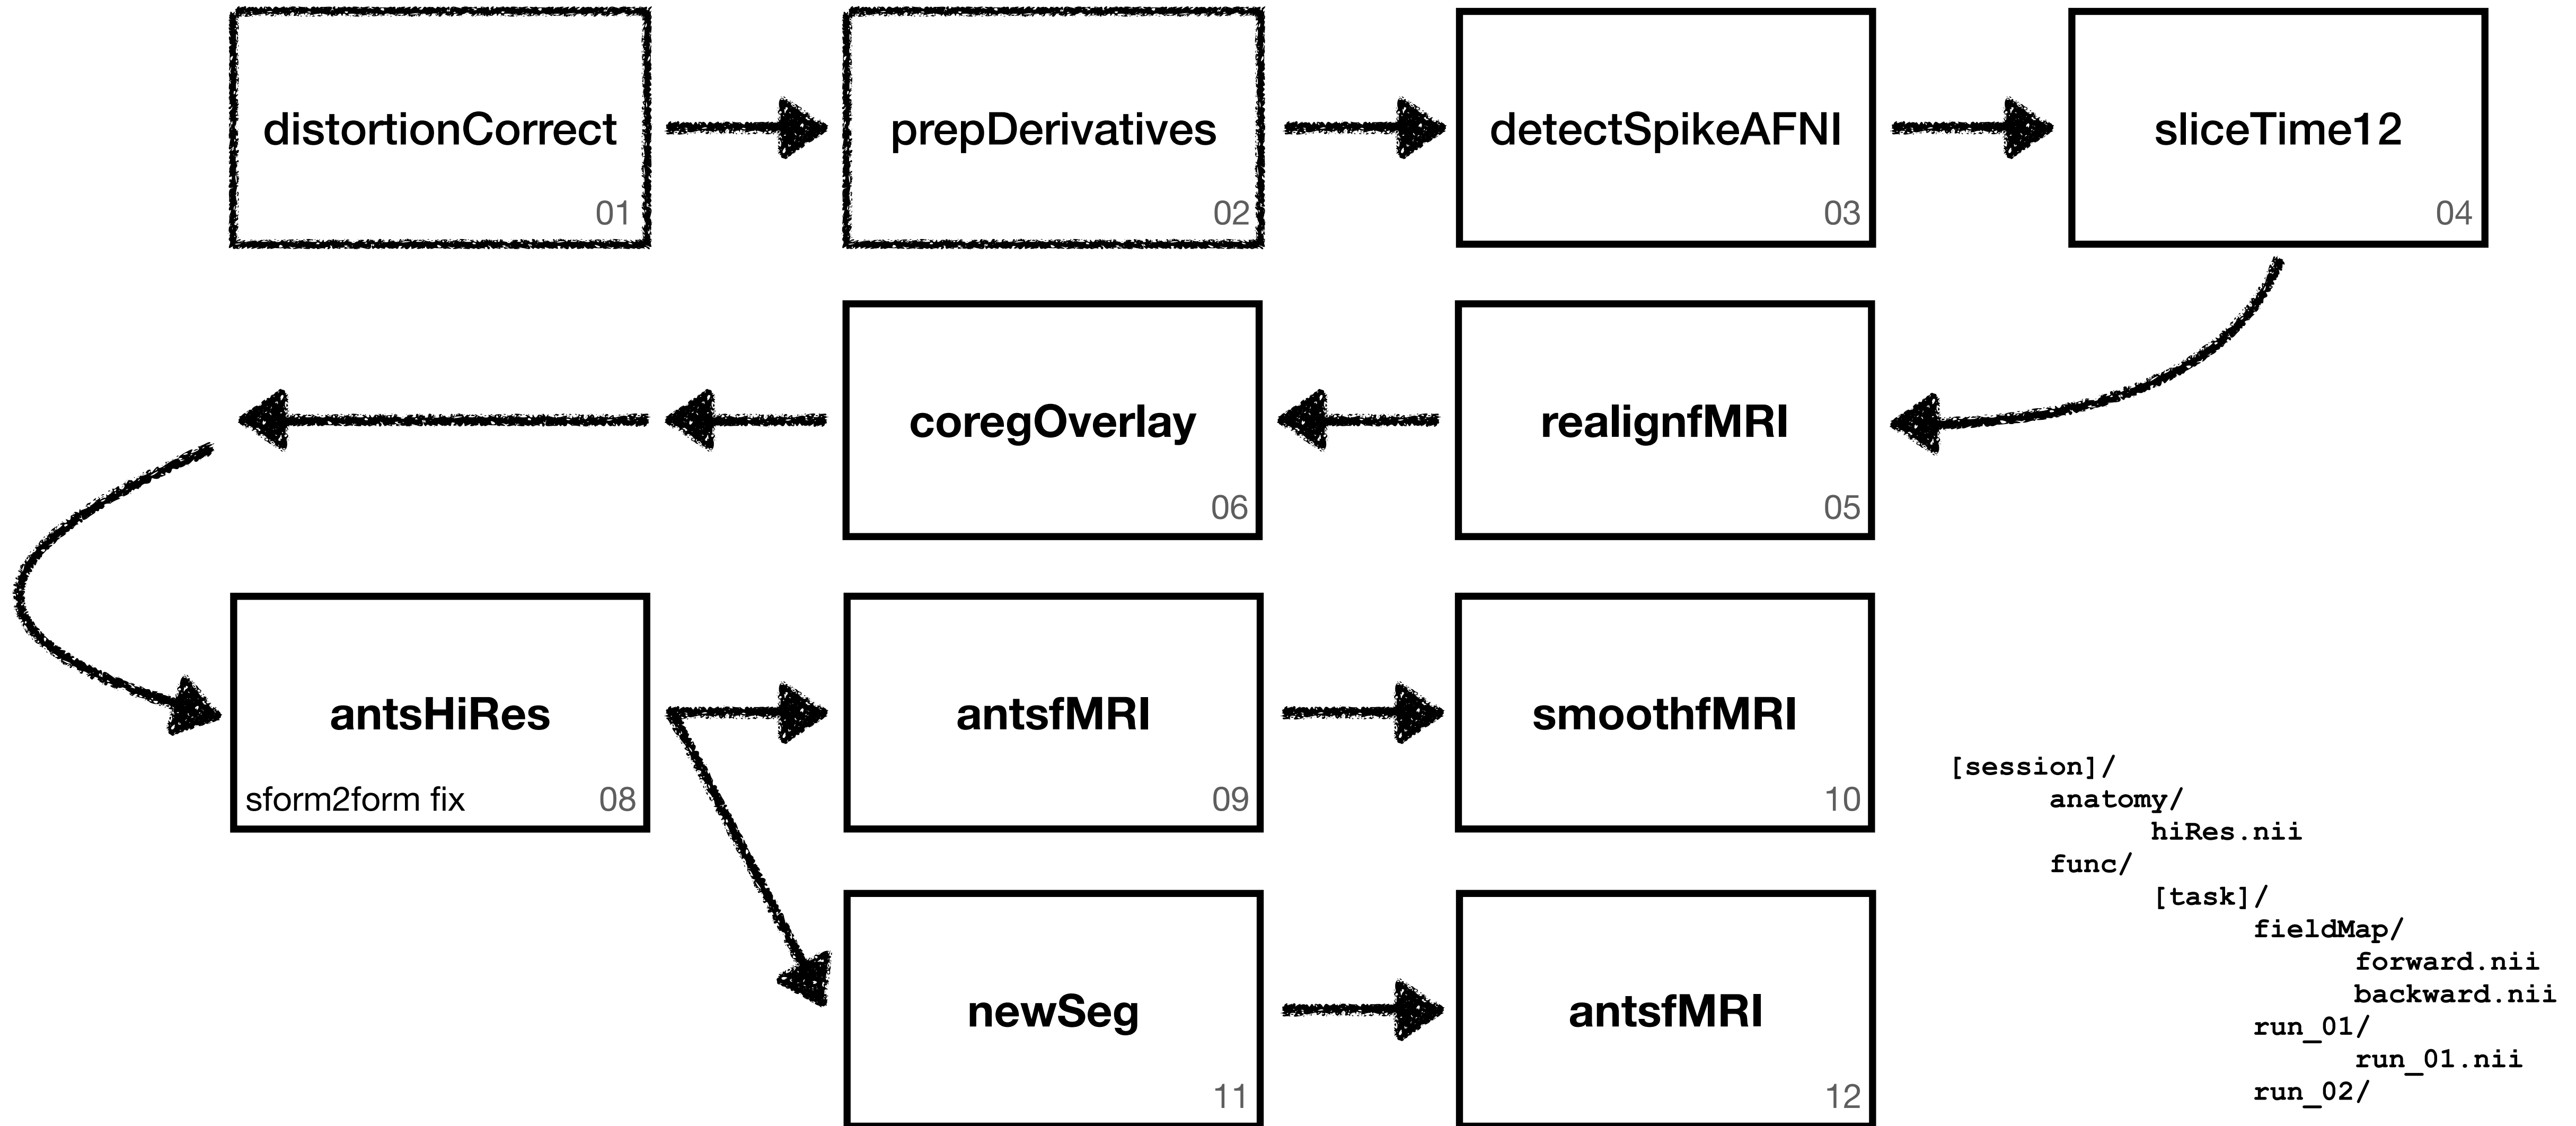 distortionCorrect
01
prepDerivatives
02
detectSpikeAFNI
03
sliceTime12
04
realignfMRI
05
coregOverlay
06
antsHiRes
sform2form fix
08
antsfMRI
09
smoothfMRI
10
newSeg
11
antsfMRI
12
[session]/
anatomy/
hiRes.nii
func/
[task]/
fieldMap/
forward.nii
backward.nii
run_01/
run_01.nii
run_02/